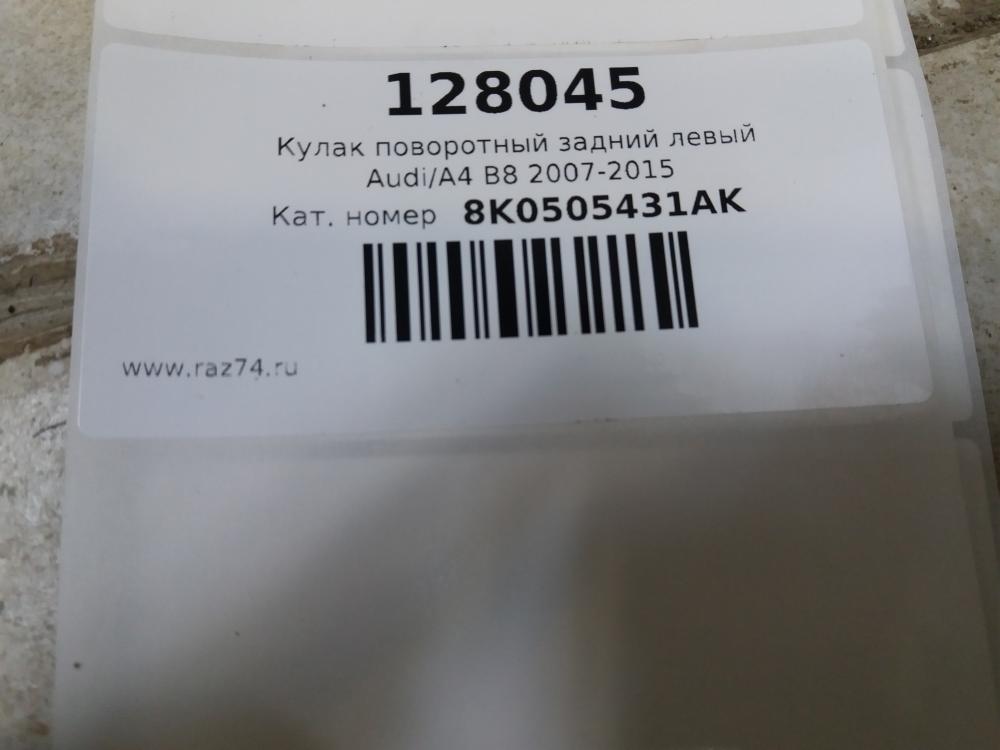 128045
Кулак поворотный задний левый
Audi/A4 B8 2007-2015
Кат. номер 8K0505431AK
www.raz74.ru